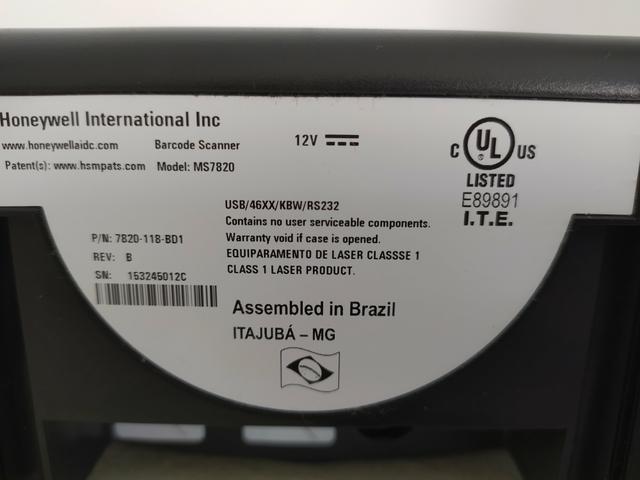 Honeywell International Inc
www.honeywellaidc.com Barcode Scanner
Patent(s): www.hsmpats.com Model: MS7820
12V
C UL US
LISTED
E89891
I.T.E.
USB/46XX/KBW/RS232
Contains no user serviceable components.
Warranty void if case is opened.
EQUIPARAMENTO DE LASER CLASSSE 1
CLASS 1 LASER PRODUCT.
P/N: 7820-118-BD1
REV: B
SN: 153245012C
Assembled in Brazil
ITAJUBÁ – MG